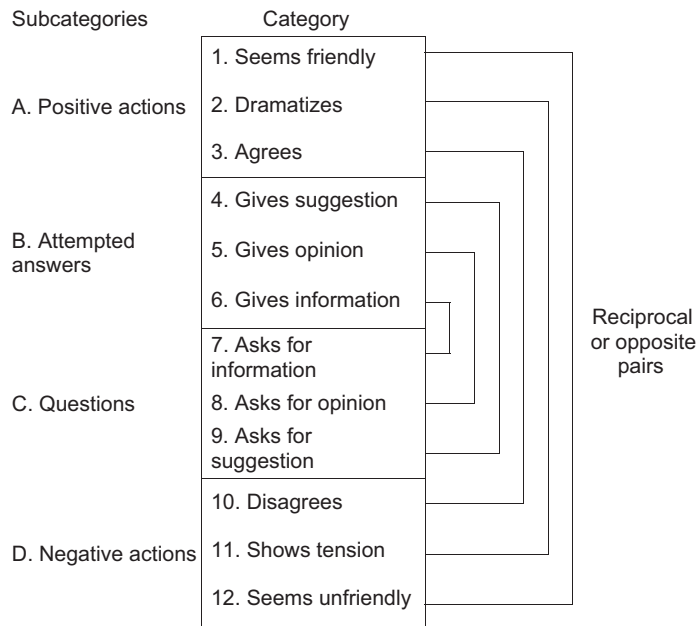 Subcategories
Category
1. Seems friendly
A. Positive actions
2. Dramatizes
3. Agrees
4. Gives suggestion
B. Attempted
answers
5. Gives opinion
6. Gives information
7. Asks for
information
C. Questions
8. Asks for opinion
9. Asks for
suggestion
10. Disagrees
D. Negative actions
11. Shows tension
12. Seems unfriendly
Reciprocal
or opposite
pairs